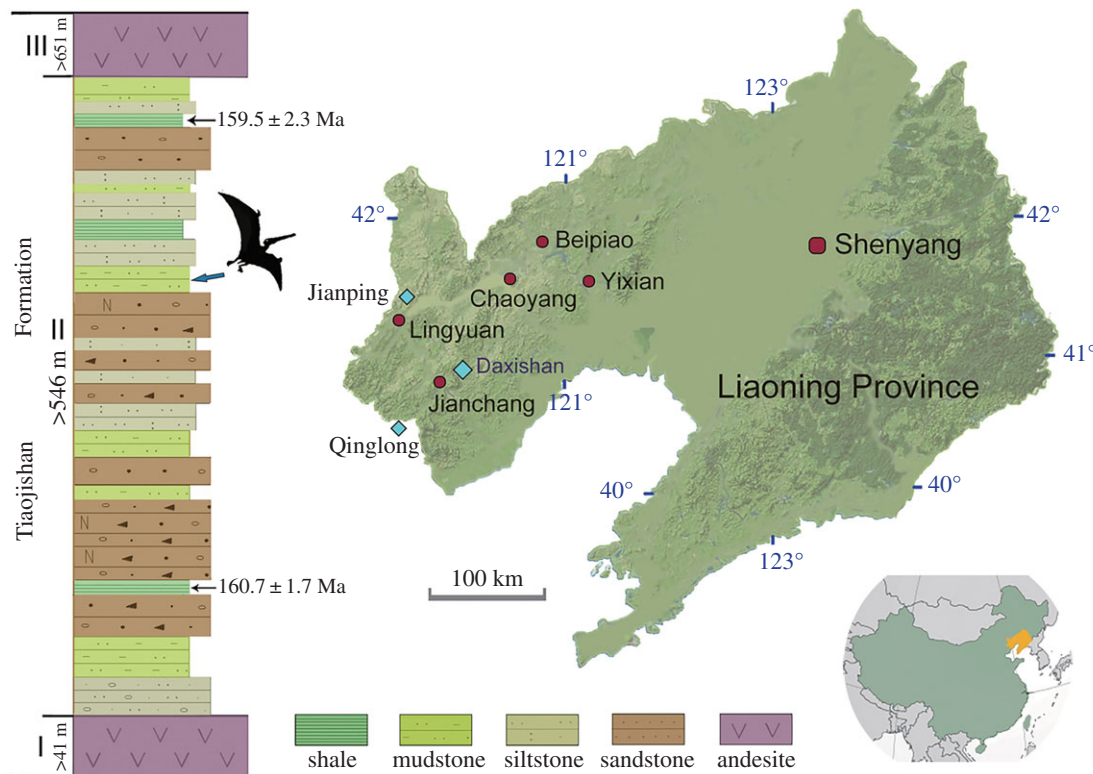 III
>651 m
159.5 ± 2.3 Ma
Formation
II
>546 m
Tiaojishan
160.7 ± 1.7 Ma
I
>41 m
N
N
N
123°
121°
42°
42°
Beipiao
Shenyang
Jianping
Chaoyang
Yixian
Lingyuan
Daxishan
41°
Liaoning Province
Jianchang
121°
Qinglong
40°
40°
123°
100 km
shale
mudstone
siltstone
sandstone
andesite